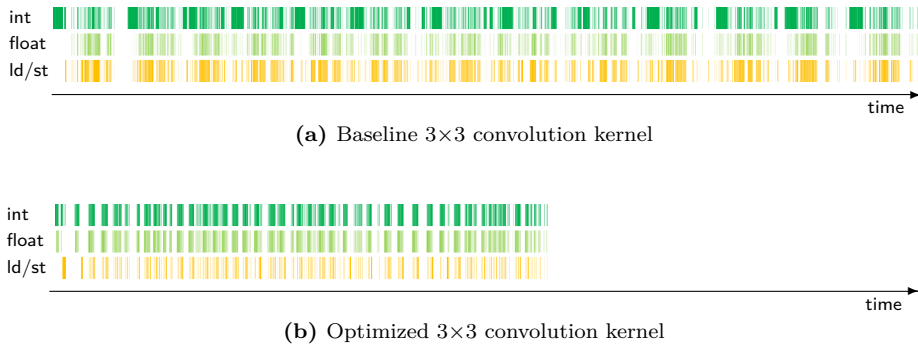 int
float
ld/st
time
(a) Baseline 3×3 convolution kernel
int
float
ld/st
time
(b) Optimized 3×3 convolution kernel